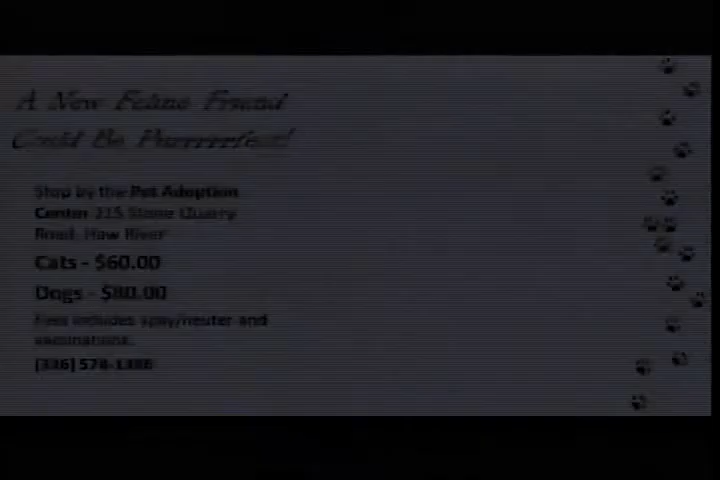 A New Feline Friend
Could Be Purrrrrfect!
Stop by the Pet Adoption
Center 215 Stone Quarry
Road, Haw River
Cats - $60.00
Dogs - $80.00
Fees includes spay/neuter and
vaccinations.
(336) 578-1386